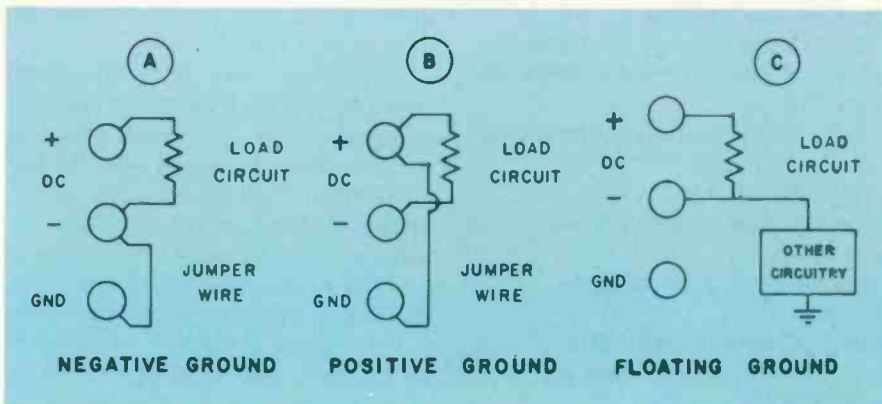 A
+
DC
-
GND
LOAD
CIRCUIT
JUMPER
WIRE
NEGATIVE GROUND
B
+
DC
-
GND
LOAD
CIRCUIT
JUMPER
WIRE
POSITIVE GROUND
C
+
DC
-
GND
LOAD
CIRCUIT
OTHER
CIRCUITRY
FLOATING GROUND